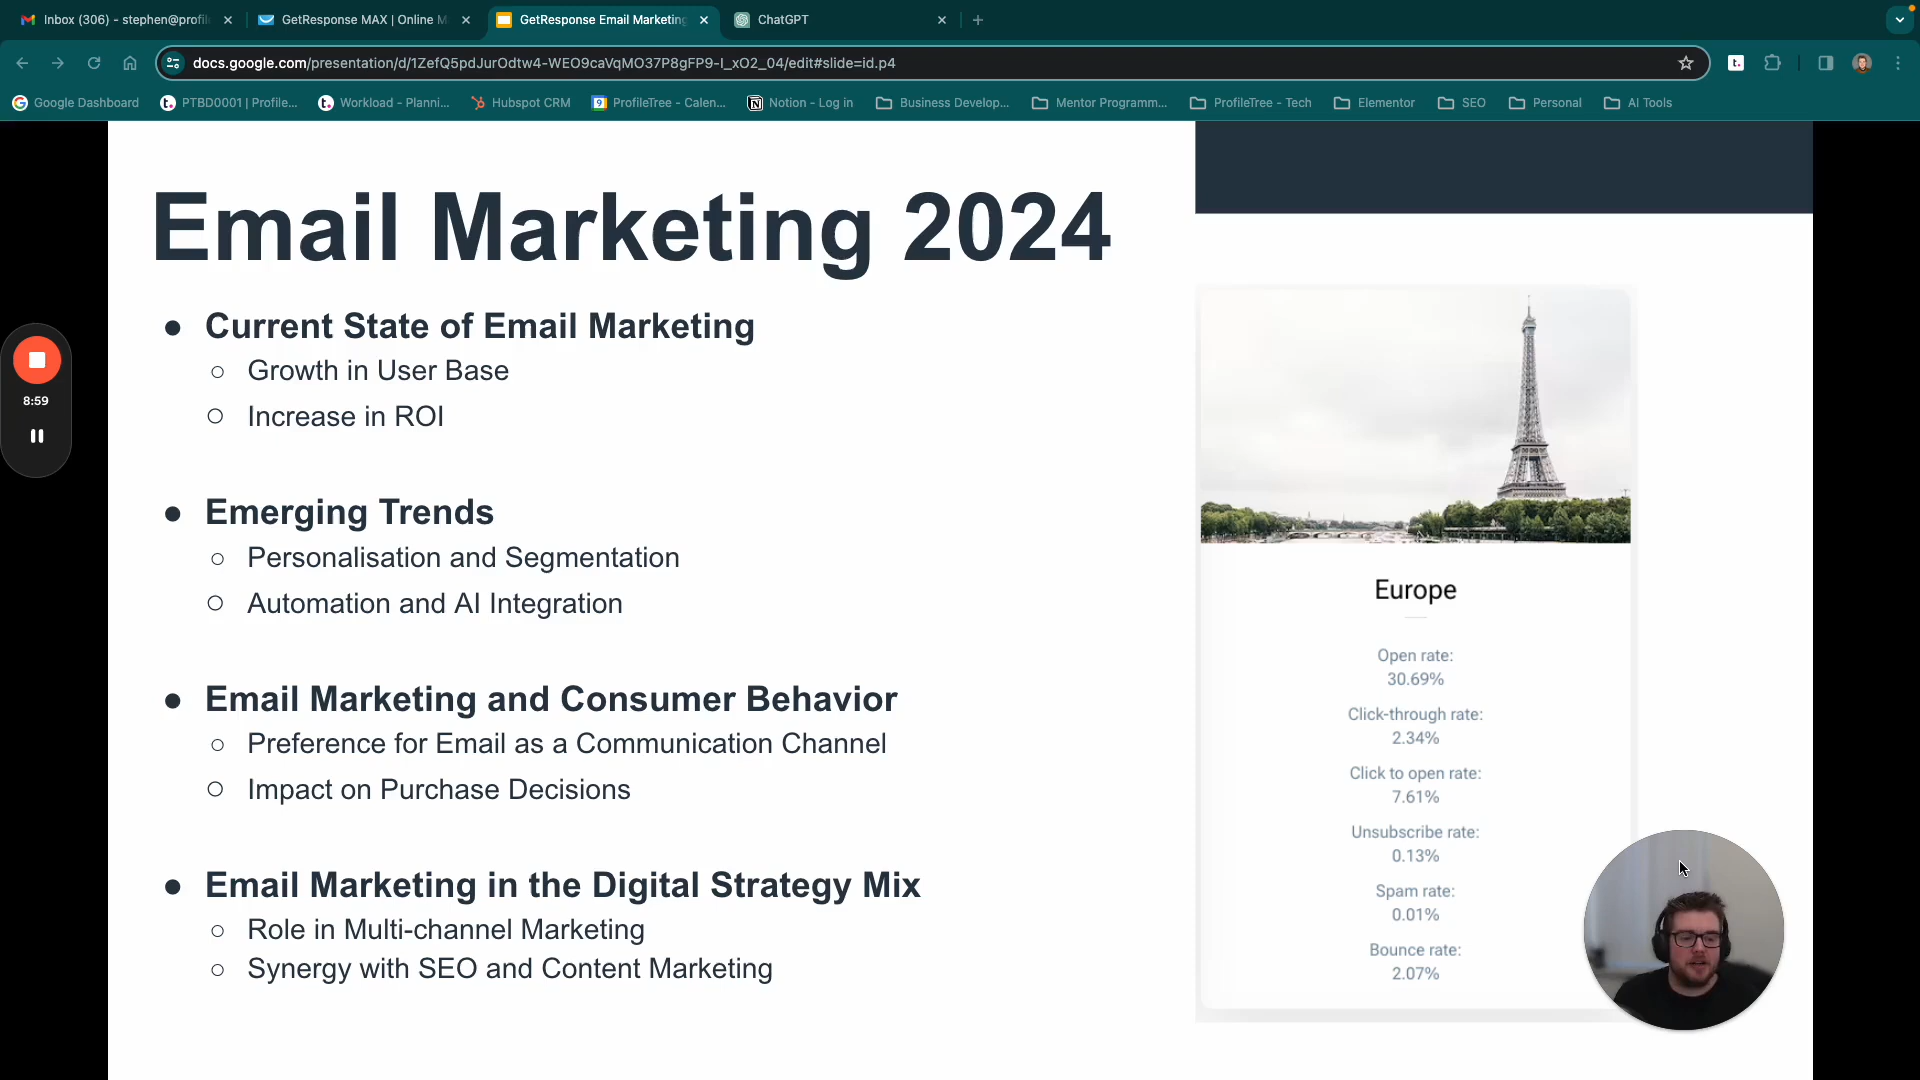 Inbox (306) - stephen@profil
GetResponse MAX | Online M
GetResponse Email Marketing
ChatGPT
docs.google.com/presentation/d/1ZefQ5pdJurOdtw4-WEO9caVqMO37P8gFP9-I_xO2_04/edit#slide=id.p4
Google Dashboard
PTBD0001 | Profile...
Workload - Planni...
Hubspot CRM
ProfileTree - Calen...
Notion - Log in
Business Develop...
Mentor Programm...
ProfileTree - Tech
Elementor
SEO
Personal
AI Tools
8:59
Email Marketing 2024
● Current State of Email Marketing
○ Growth in User Base
○ Increase in ROI
● Emerging Trends
○ Personalisation and Segmentation
○ Automation and AI Integration
● Email Marketing and Consumer Behavior
○ Preference for Email as a Communication Channel
○ Impact on Purchase Decisions
● Email Marketing in the Digital Strategy Mix
○ Role in Multi-channel Marketing
○ Synergy with SEO and Content Marketing
Europe
Open rate:
30.69%
Click-through rate:
2.34%
Click to open rate:
7.61%
Unsubscribe rate:
0.13%
Spam rate:
0.01%
Bounce rate:
2.07%